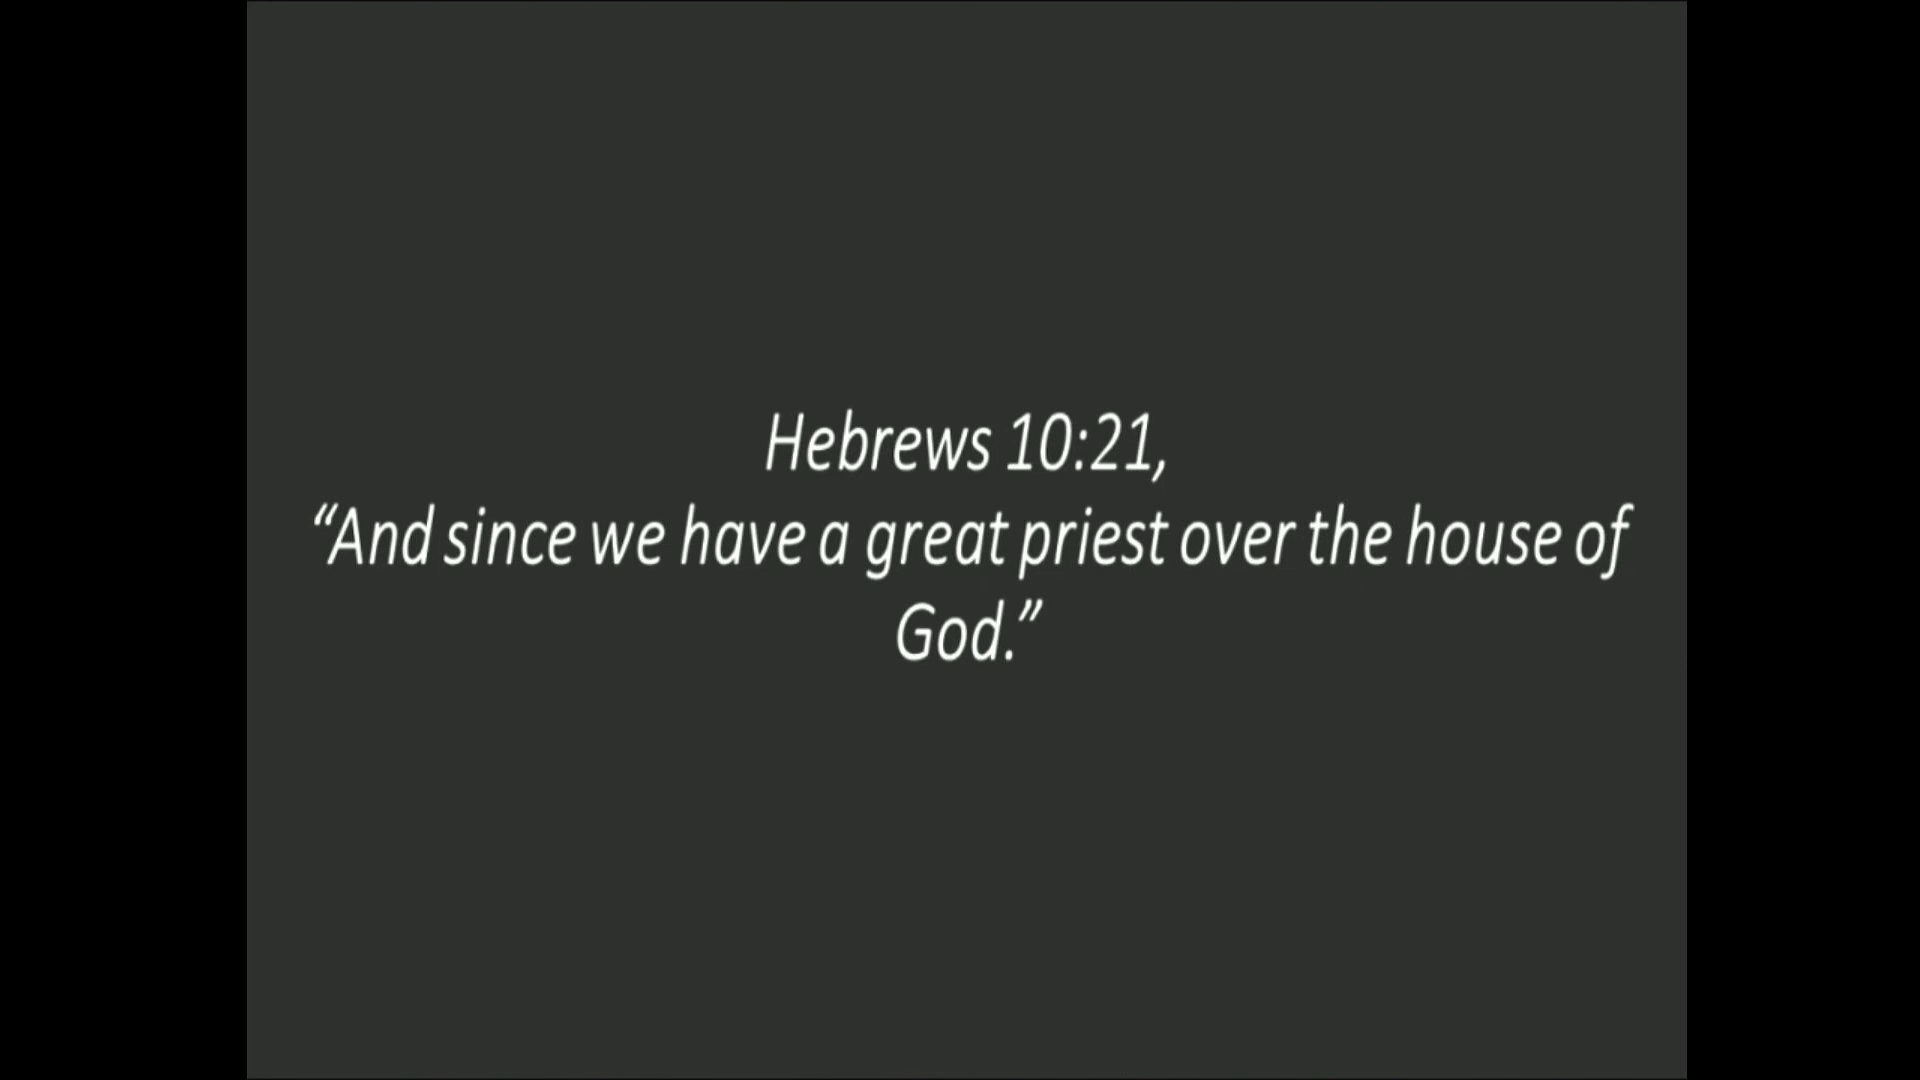 Hebrews 10:21,
“And since we have a great priest over the house of
God.”